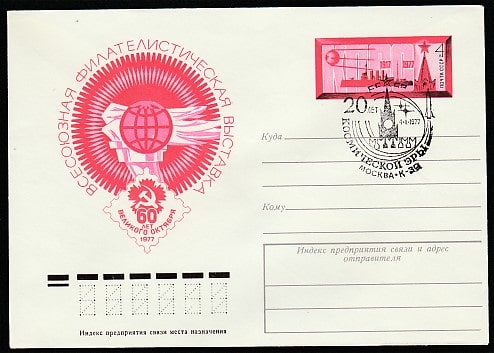 ВСЕСОЮЗНАЯ ФИЛАТЕЛИСТИЧЕСКАЯ ВЫСТАВКА
60
ЛЕТ
ВЕЛИКОГО ОКТЯБРЯ
1977
1917 1977
4
ПОЧТА СССР
20 ЛЕТ
КОСМИЧЕСКОЙ ЭРЫ
МОСКВА-К-
Куда
Кому
Индекс предприятия связи и адрес
отправителя
Индекс предприятия связи места назначения